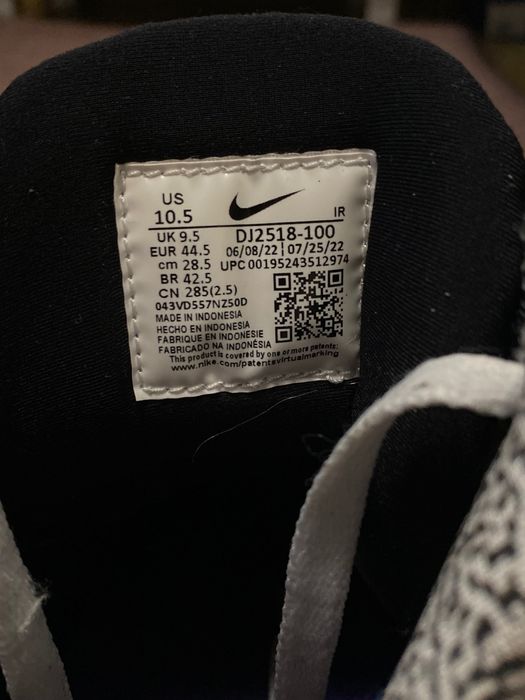 US
10.5
IR
UK 9.5
DJ2518-100
EUR 44.5
06/08/22 | 07/25/22
cm 28.5
UPC 00195243512974
BR 42.5
CN 285(2.5)
043VD557NZ50D
MADE IN INDONESIA
HECHO EN INDONESIA
FABRIQUE EN INDONESIE
FABRICADO NA INDONÉSIA
This product is covered by one or more patents:
www.nike.com/patentsvirtualmarking